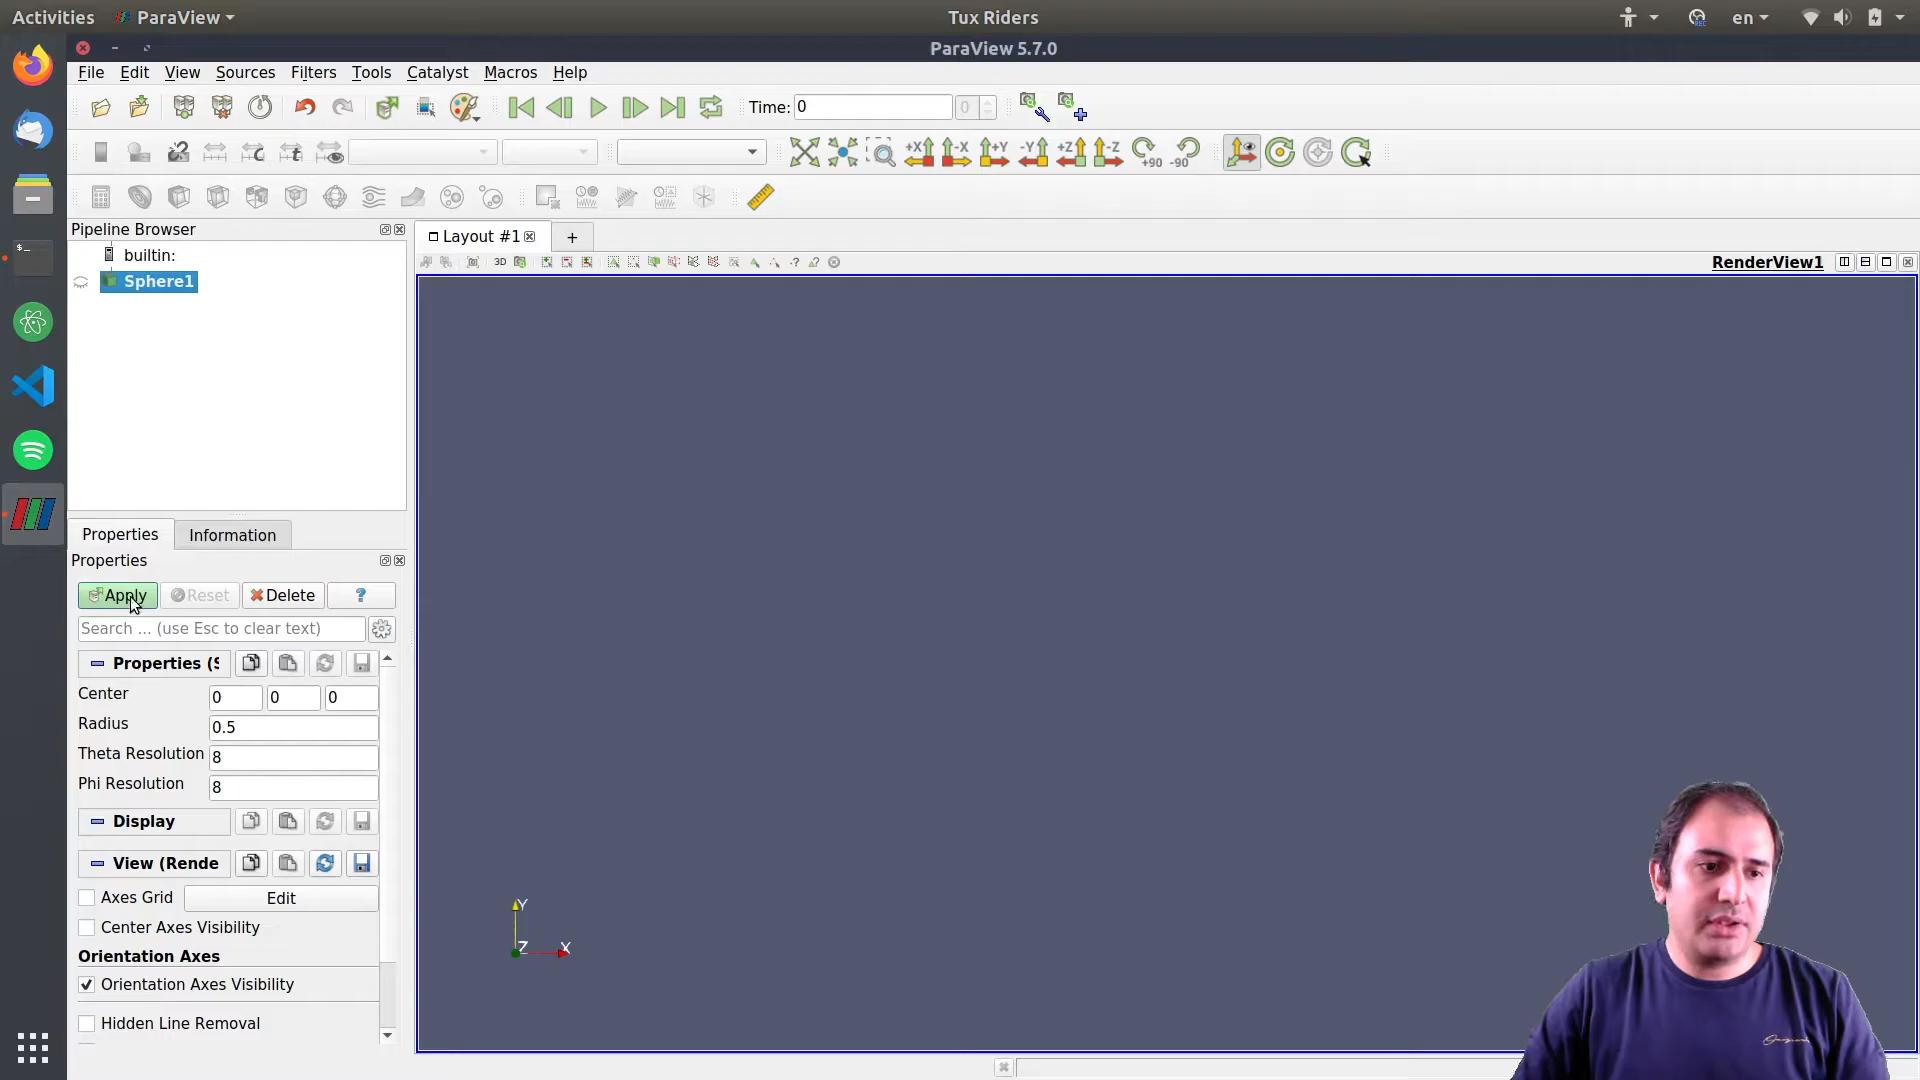 Activities
ParaView
Tux Riders
en
ParaView 5.7.0
File Edit View Sources Filters Tools Catalyst Macros Help
Time: 0
0
+X -X +Y -Y +Z -Z +90 -90
Pipeline Browser
Layout #1
+
builtin:
3D
RenderView1
Sphere1
Properties
Information
Properties
Apply
Reset
Delete
?
Search ... (use Esc to clear text)
Properties (S
Center 0 0 0
Radius 0.5
Theta Resolution 8
Phi Resolution 8
Display
View (Rende
Axes Grid
Edit
Center Axes Visibility
Orientation Axes
Orientation Axes Visibility
Hidden Line Removal
Y
Z
X